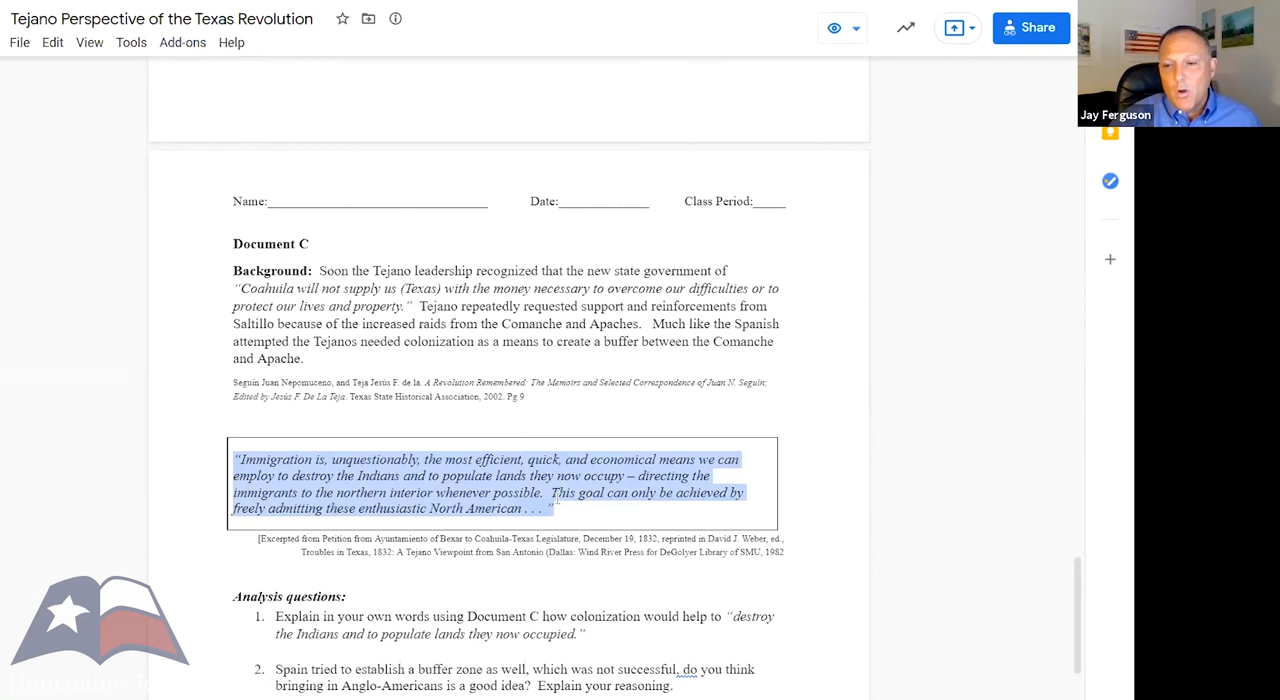 Tejano Perspective of the Texas Revolution
File Edit View Tools Add-ons Help
Share
Jay Ferguson
Name: Date: Class Period:
Document C
Background: Soon the Tejano leadership recognized that the new state government of
“Coahuila will not supply us (Texas) with the money necessary to overcome our difficulties or to
protect our lives and property.” Tejano repeatedly requested support and reinforcements from
Saltillo because of the increased raids from the Comanche and Apaches. Much like the Spanish
attempted the Tejanos needed colonization as a means to create a buffer between the Comanche
and Apache.
Seguín Juan Nepomuceno, and Teja Jesús F. de la. A Revolution Remembered: The Memoirs and Selected Correspondence of Juan N. Seguín;
Edited by Jesús F. De La Teja. Texas State Historical Association, 2002. Pg 9
“Immigration is, unquestionably, the most efficient, quick, and economical means we can
employ to destroy the Indians and to populate lands they now occupy – directing the
immigrants to the northern interior whenever possible. This goal can only be achieved by
freely admitting these enthusiastic North American . . . ”
[Excerpted from Petition from Ayuntamiento of Bexar to Coahuila-Texas Legislature, December 19, 1832, reprinted in David J. Weber, ed.,
Troubles in Texas, 1832: A Tejano Viewpoint from San Antonio (Dallas: Wind River Press for DeGolyer Library of SMU, 1982
Analysis questions:
1. Explain in your own words using Document C how colonization would help to “destroy
the Indians and to populate lands they now occupied.”
2. Spain tried to establish a buffer zone as well, which was not successful, do you think
bringing in Anglo-Americans is a good idea? Explain your reasoning.